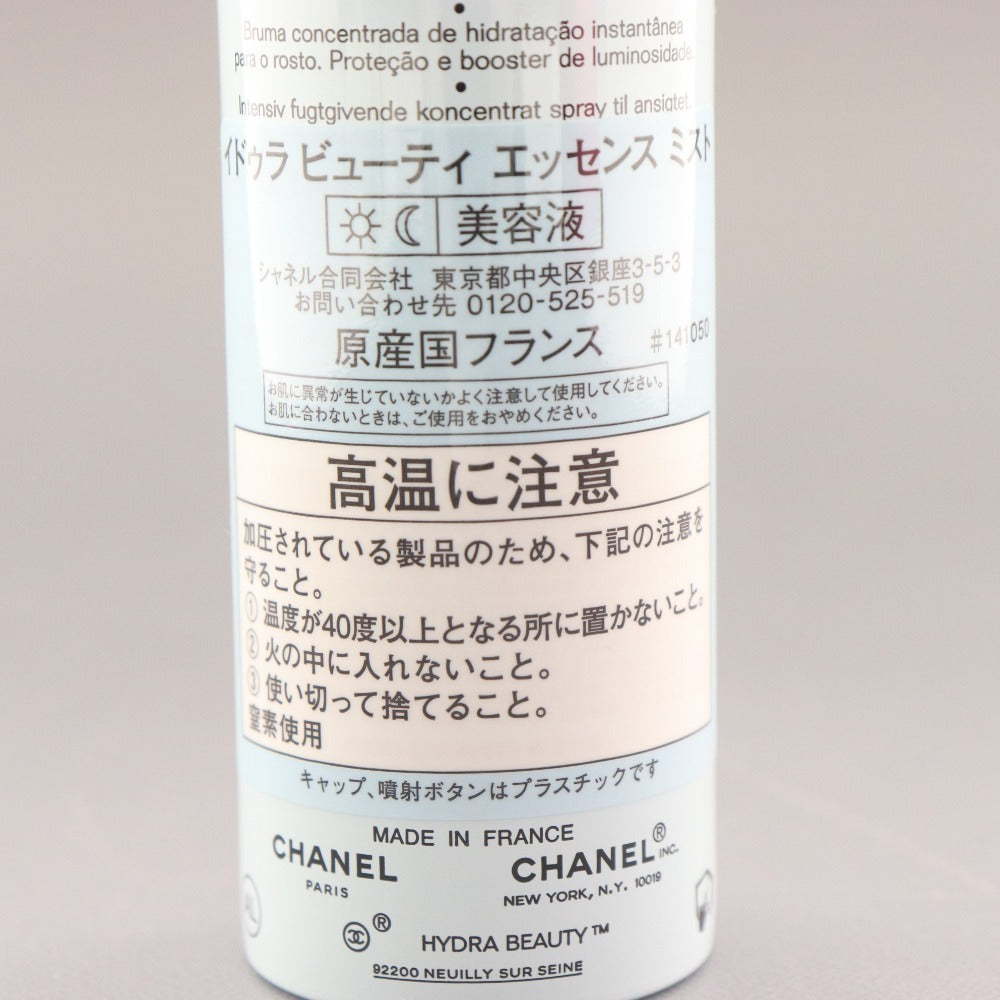 •
Bruma concentrada de hidratação instantânea
para o rosto. Proteção e booster de luminosidade.
•
Intensiv fugtgivende koncentrat spray til ansigtet.
イドゥラ ビューティ エッセンス ミスト
美容液
シャネル合同会社 東京都中央区銀座3-5-3
お問い合わせ先 0120-525-519
原産国フランス #141050
お肌に異常が生じていないかよく注意して使用してください。
お肌に合わないときは、ご使用をおやめください。
高温に注意
加圧されている製品のため、下記の注意を
守ること。
① 温度が40度以上となる所に置かないこと。
② 火の中に入れないこと。
③ 使い切って捨てること。
窒素使用
キャップ、噴射ボタンはプラスチックです
MADE IN FRANCE
CHANEL
PARIS
CHANEL® INC.
NEW YORK, N.Y. 10019
®
HYDRA BEAUTY™
92200 NEUILLY SUR SEINE